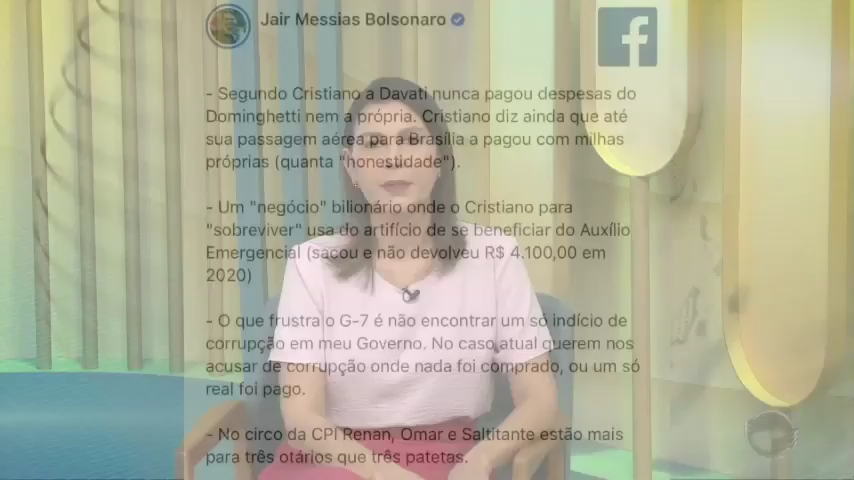 Jair Messias Bolsonaro
- Segundo Cristiano a Davati nunca pagou despesas do
Dominghetti nem a própria. Cristiano diz ainda que até
sua passagem aérea para Brasília a pagou com milhas
próprias (quanta "honestidade").
- Um "negócio" bilionário onde o Cristiano para
"sobreviver" usa do artifício de se beneficiar do Auxílio
Emergencial (sacou e não devolveu R$ 4.100,00 em
2020)
- O que frustra o G-7 é não encontrar um só indício de
corrupção em meu Governo. No caso atual querem nos
acusar de corrupção onde nada foi comprado, ou um só
real foi pago.
- No circo da CPI Renan, Omar e Saltitante estão mais
para três otários que três patetas.